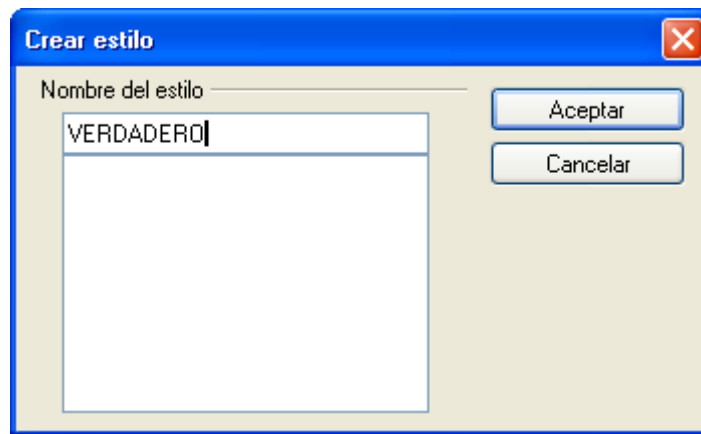 Crear estilo
Nombre del estilo
VERDADERO
Aceptar
Cancelar